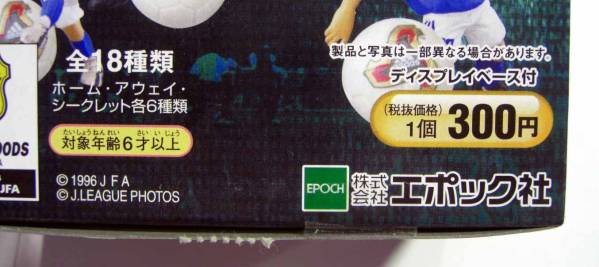 全18種類
ホーム・アウェイ・
シークレット各6種類
たいしょうねんれい さいいじょう
対象年齢6才以上
©1996 J F A
©J.LEAGUE PHOTOS
OODS
JFA
製品と写真は一部異なる場合があります。
ディスプレイベース付
(税抜価格)
1個 300円
EPOCH 株式会社 エポック社